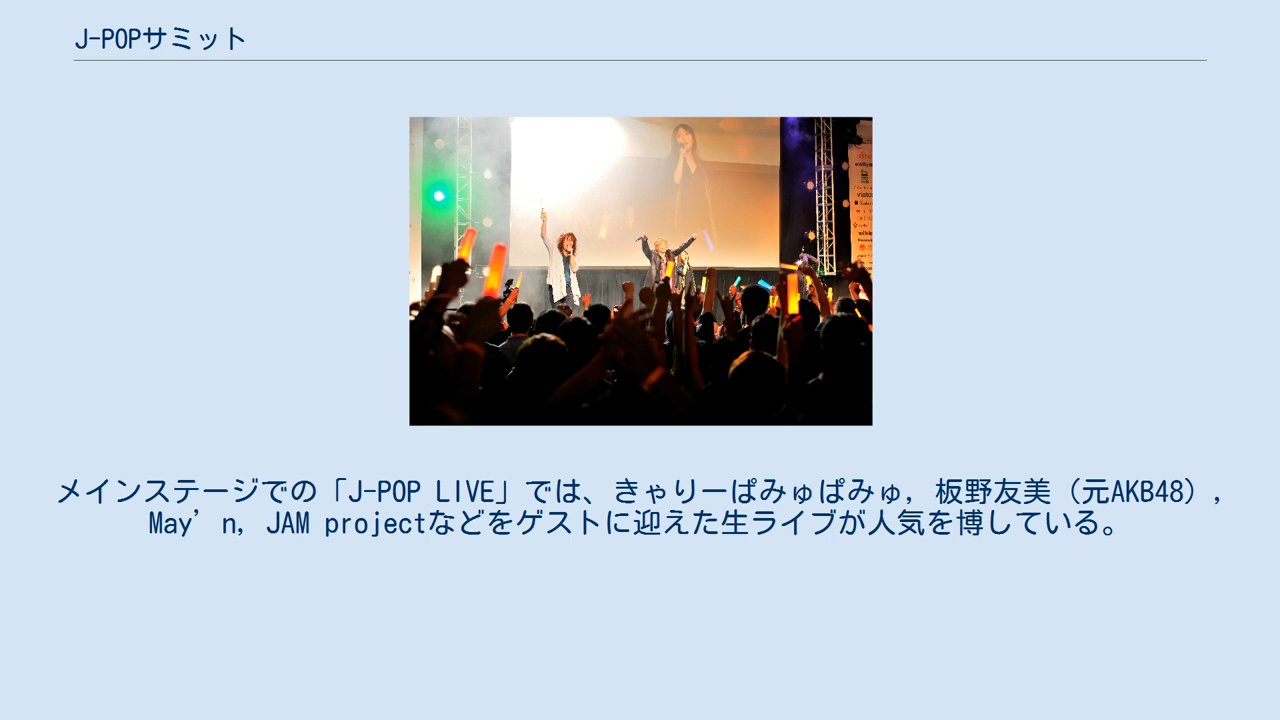 J-POPサミット
メインステージでの「J-POP LIVE」では、きゃりーぱみゅぱみゅ, 板野友美（元AKB48）,
May’n, JAM projectなどをゲストに迎えた生ライブが人気を博している。